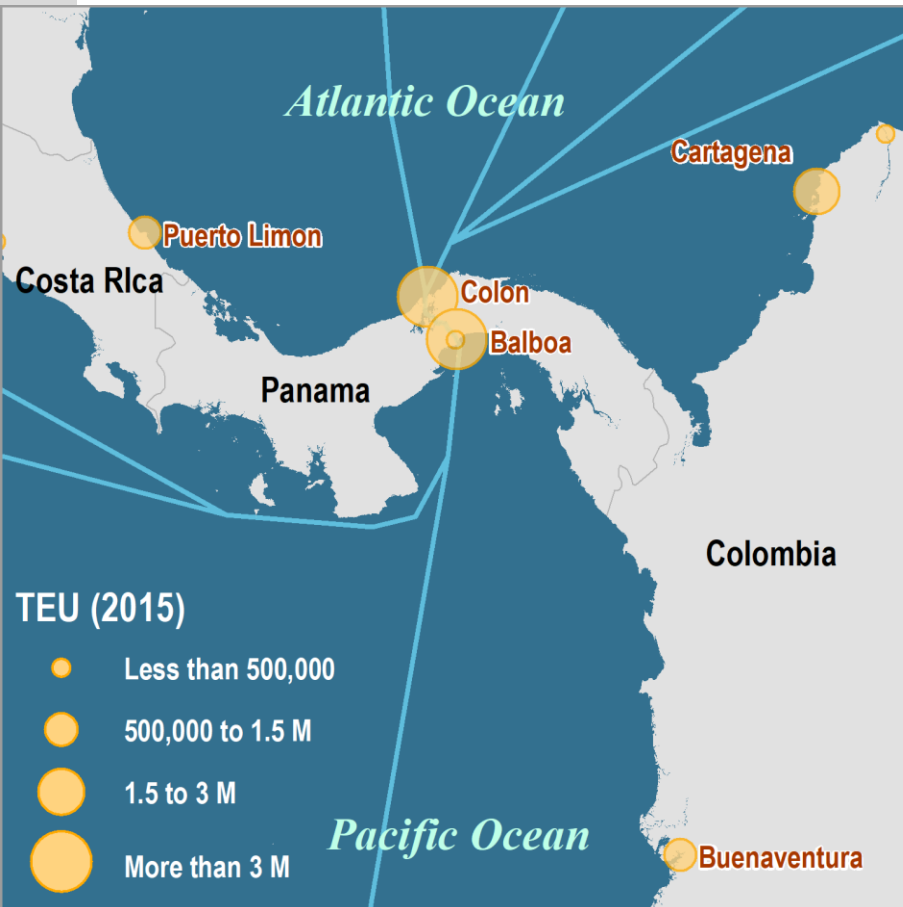 Atlantic Ocean
Cartagena
Puerto Limon
Costa RIca
Colon
Balboa
Panama
Colombia
TEU (2015)
Less than 500,000
500,000 to 1.5 M
1.5 to 3 M
More than 3 M
Pacific Ocean
Buenaventura